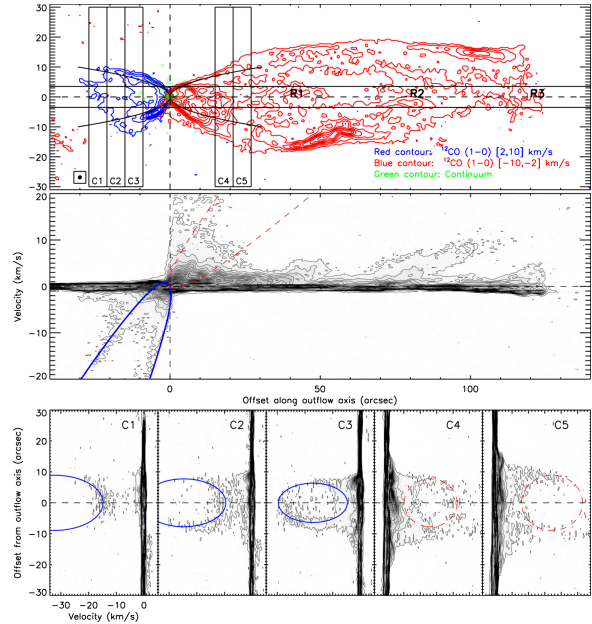 30
20
10
0
-10
-20
-30
R1 R2 R3
Red contour: ¹²CO (1-0) [2,10] km/s
Blue contour: ¹²CO (1-0) [-10,-2] km/s
Green contour: Continuum
C1 C2 C3 C4 C5
20
10
0
-10
-20
Velocity (km/s)
0 50 100
Offset along outflow axis (arcsec)
C1 C2 C3 C4 C5
30
20
10
0
-10
-20
-30
Offset from outflow axis (arcsec)
-30 -20 -10 0
Velocity (km/s)